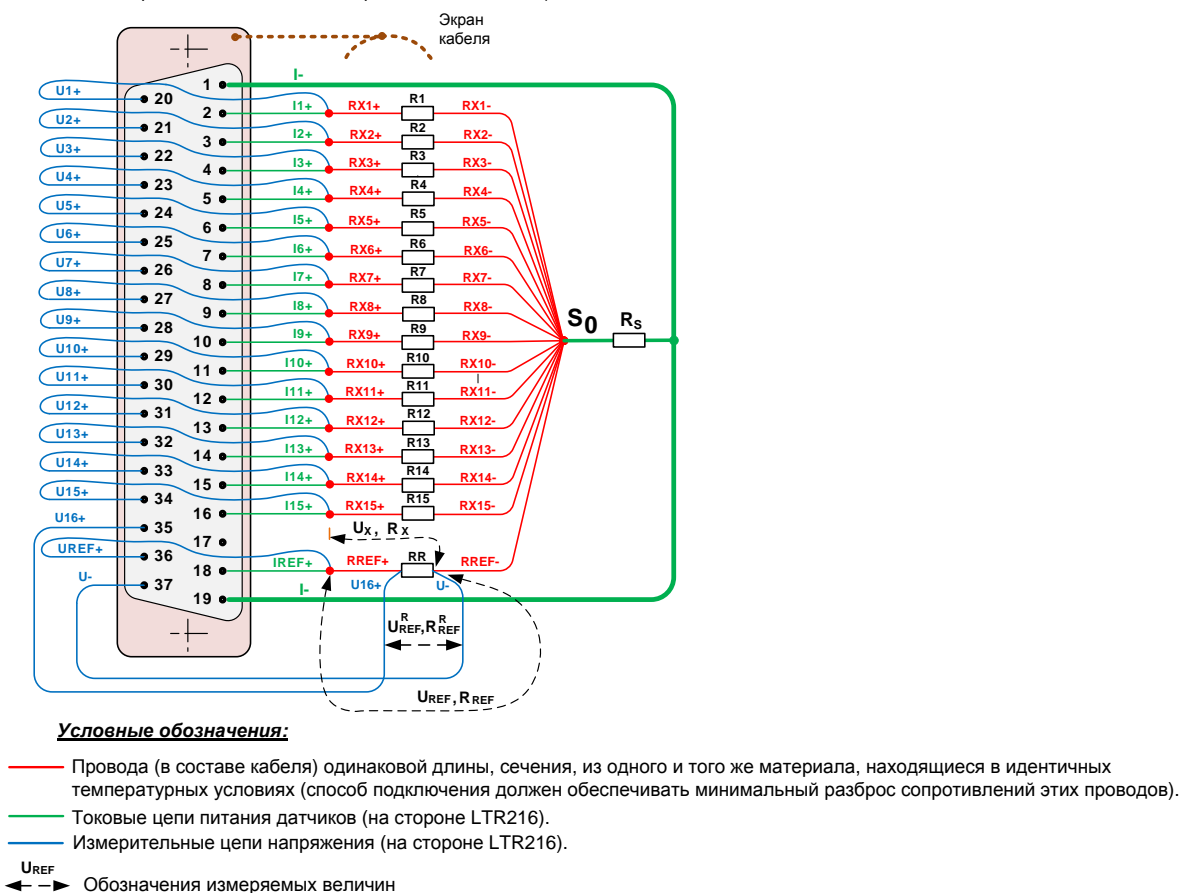 Экран
кабеля
I-
U1+ 20 1
I1+ RX1+ R1 RX1-
U2+ 21 2
I2+ RX2+ R2 RX2-
U3+ 22 3
I3+ RX3+ R3 RX3-
U4+ 23 4
I4+ RX4+ R4 RX4-
U5+ 24 5
I5+ RX5+ R5 RX5-
U6+ 25 6
I6+ RX6+ R6 RX6-
U7+ 26 7
I7+ RX7+ R7 RX7-
U8+ 27 8
I8+ RX8+ R8 RX8-
U9+ 28 9
I9+ RX9+ R9 RX9-
S0 RS
U10+ 29 10
I10+ RX10+ R10 RX10-
U11+ 30 11
I11+ RX11+ R11 RX11-
U12+ 31 12
I12+ RX12+ R12 RX12-
U13+ 32 13
I13+ RX13+ R13 RX13-
U14+ 33 14
I14+ RX14+ R14 RX14-
U15+ 34 15
I15+ RX15+ R15 RX15-
U16+ 35 16
UX, RX
UREF+ 36 17
IREF+ RREF+ RR RREF-
U- 37 18
U16+ U-
19 I-
U R REF, R R REF
UREF, RREF
Условные обозначения:
Провода (в составе кабеля) одинаковой длины, сечения, из одного и того же материала, находящиеся в идентичных
температурных условиях (способ подключения должен обеспечивать минимальный разброс сопротивлений этих проводов).
Токовые цепи питания датчиков (на стороне LTR216).
Измерительные цепи напряжения (на стороне LTR216).
UREF
Обозначения измеряемых величин